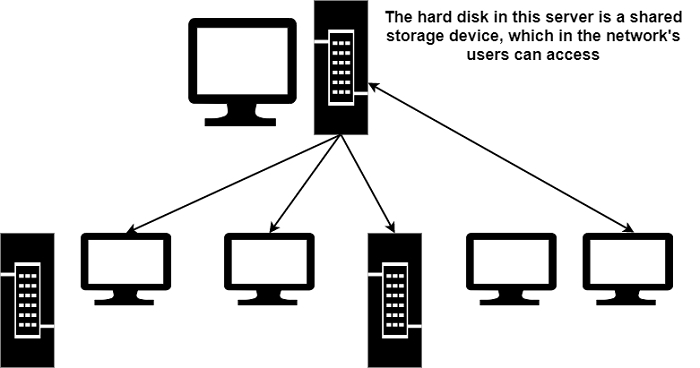 The hard disk in this server is a shared
storage device, which in the network's
users can access